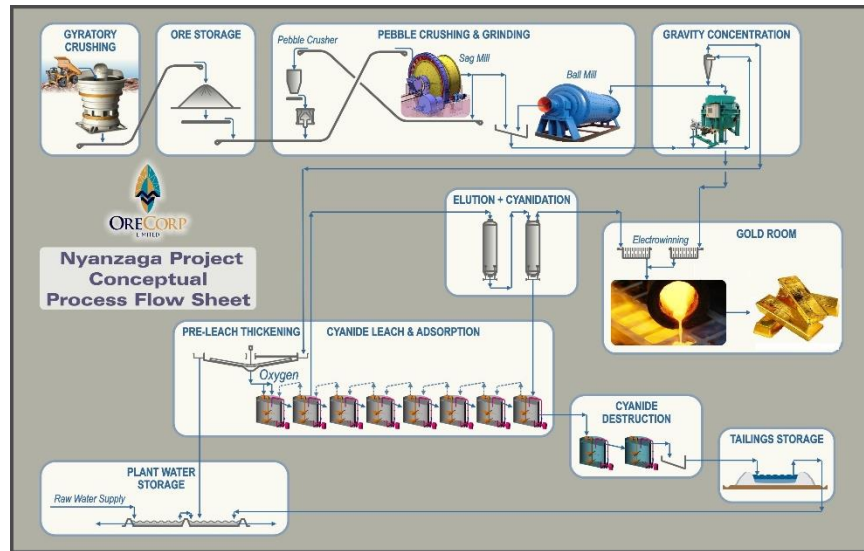 GYRATORY
CRUSHING
ORE STORAGE
Pebble Crusher
PEBBLE CRUSHING & GRINDING
Sag Mill
Ball Mill
GRAVITY CONCENTRATION
ORECORP
LIMITED
Nyanzaga Project
Conceptual
Process Flow Sheet
ELUTION + CYANIDATION
Electrowinning
GOLD ROOM
PRE-LEACH THICKENING
CYANIDE LEACH & ADSORPTION
Oxygen
CYANIDE
DESTRUCTION
TAILINGS STORAGE
PLANT WATER
STORAGE
Raw Water Supply